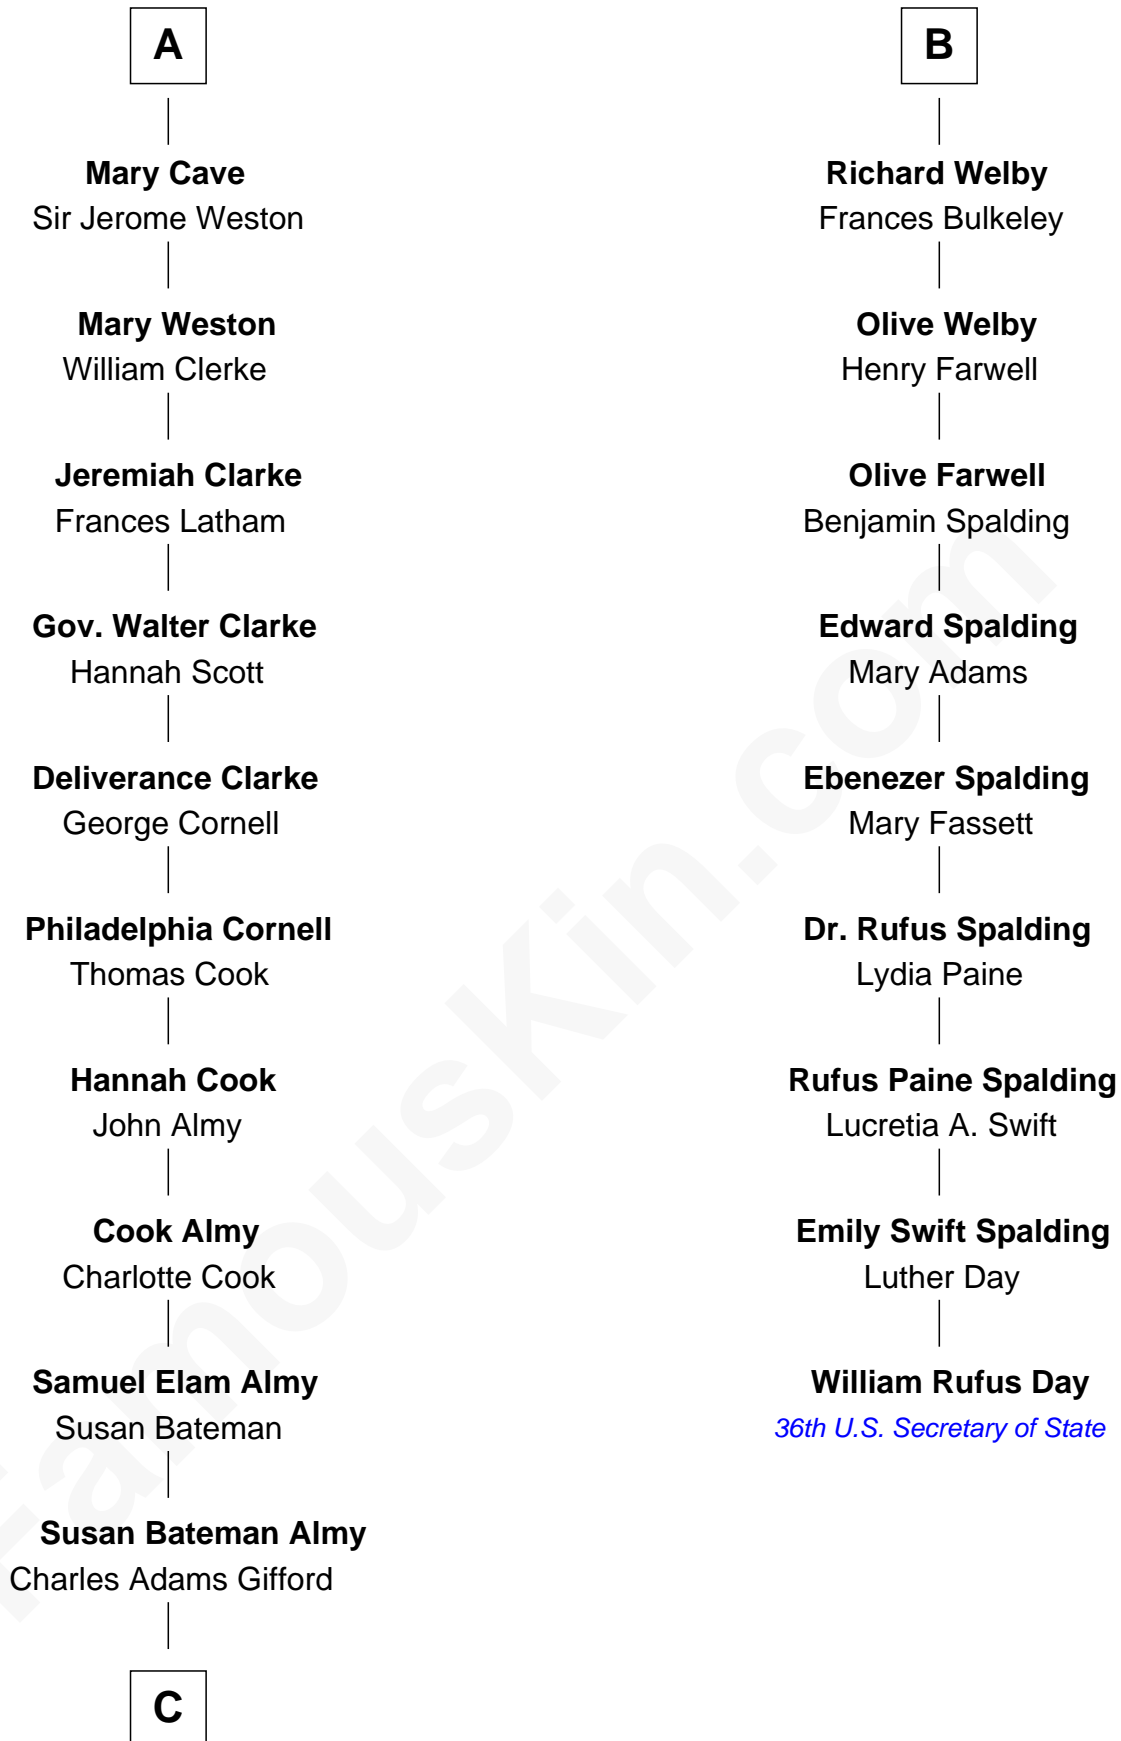 A
Mary Cave
Sir Jerome Weston
Mary Weston
William Clerke
Jeremiah Clarke
Frances Latham
Gov. Walter Clarke
Hannah Scott
Deliverance Clarke
George Cornell
Philadelphia Cornell
Thomas Cook
Hannah Cook
John Almy
Cook Almy
Charlotte Cook
Samuel Elam Almy
Susan Bateman
Susan Bateman Almy
Charles Adams Gifford
C
B
Richard Welby
Frances Bulkeley
Olive Welby
Henry Farwell
Olive Farwell
Benjamin Spalding
Edward Spalding
Mary Adams
Ebenezer Spalding
Mary Fassett
Dr. Rufus Spalding
Lydia Paine
Rufus Paine Spalding
Lucretia A. Swift
Emily Swift Spalding
Luther Day
William Rufus Day
36th U.S. Secretary of State
FamousKin.com